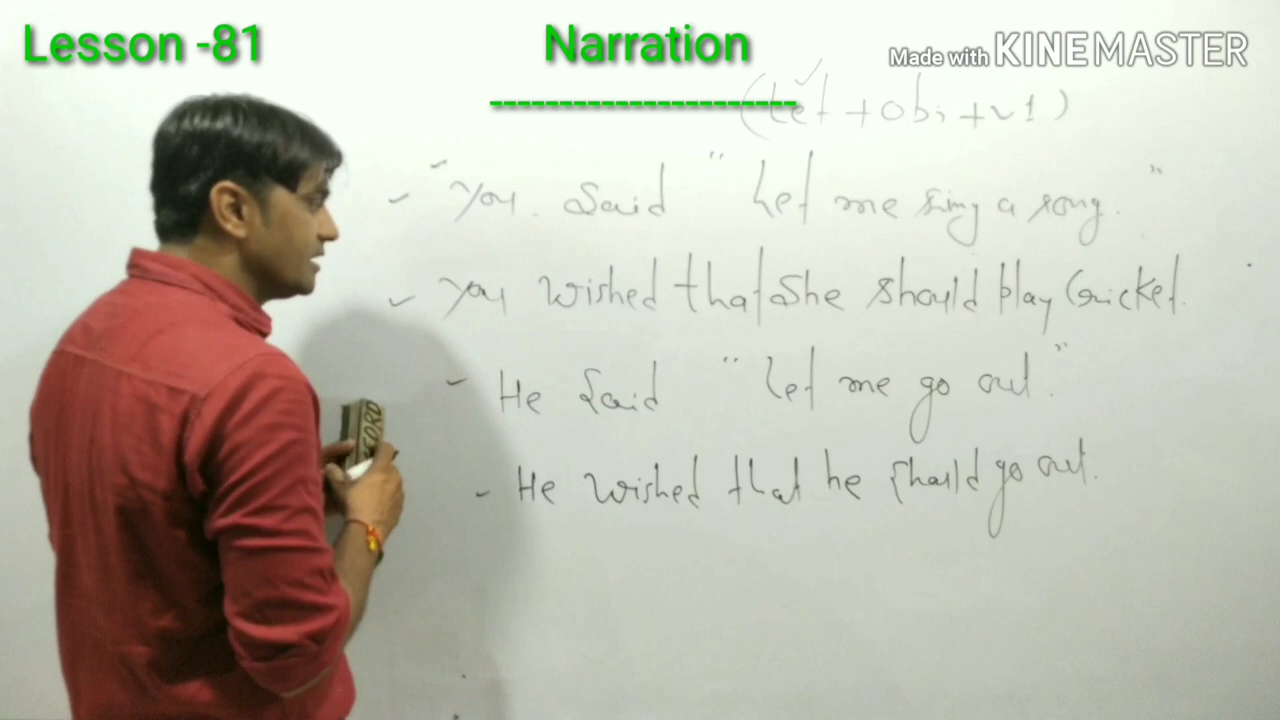 Lesson -81 Narration
Made with KINEMASTER
(let + obj + v1)
"You said "Let me sing a song."
You wished that she should play Cricket.
He said "Let me go out."
He wished that he should go out.
FORD